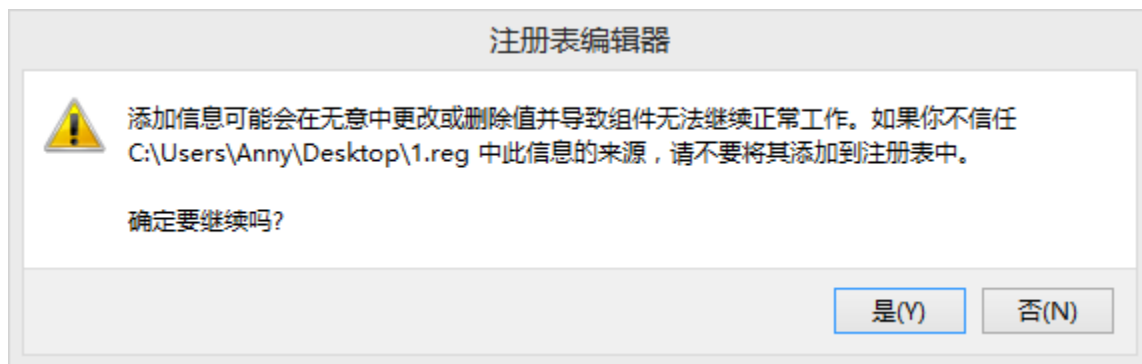 注册表编辑器
添加信息可能会在无意中更改或删除值并导致组件无法继续正常工作。如果你不信任
C:\Users\Anny\Desktop\1.reg 中此信息的来源，请不要将其添加到注册表中。
确定要继续吗?
是(Y) 否(N)